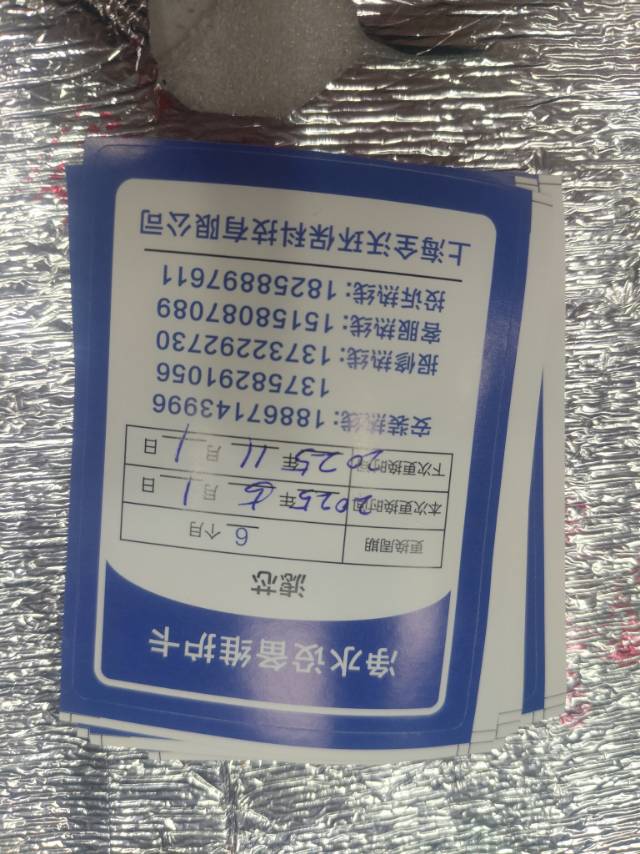 净水设备维护卡
滤芯
更换周期 6 个月
本次更换时间 2025年 5 月 1 日
下次更换时间 2025年 11 月 1 日
安装热线: 18867143996
13758291056
报修热线: 13732292730
客服热线: 15158087089
投诉热线: 18258897611
上海全沃环保科技有限公司